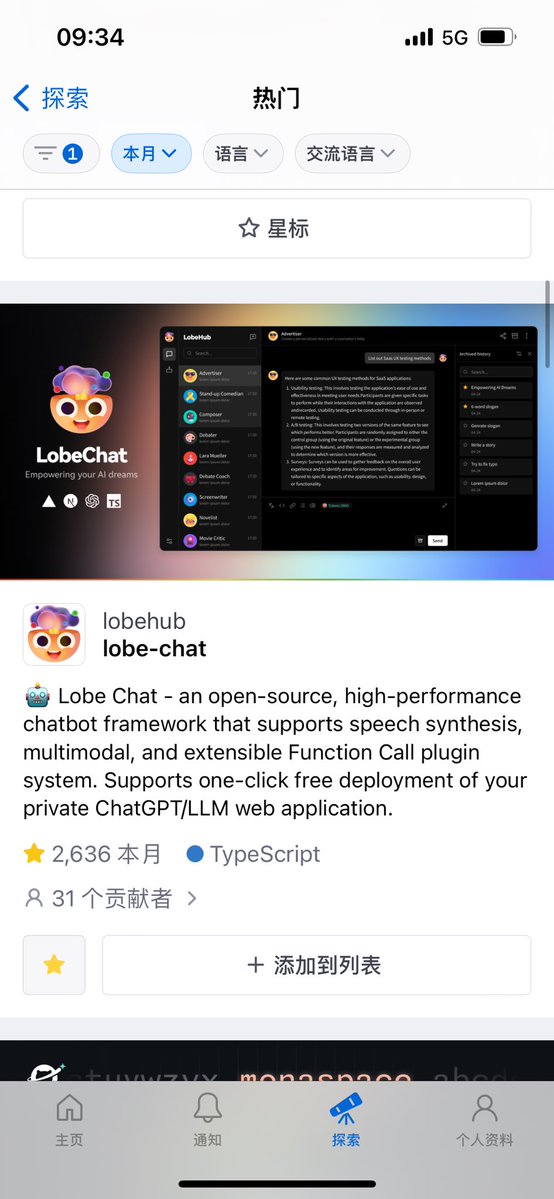 09:34
5G
探索
热门
1
本月
语言
交流语言
星标
LobeChat
Empowering your AI dreams
TS
LobeHub
Search...
Advertiser
Stand-up Comedian
Composer
Debater
Lara Mueller
Debate Coach
Screenwriter
Novelist
Movie Critic
Advertiser
List out SaaS UX testing methods
Here are some common UX testing methods for SaaS applications:
1. Usability testing: This involves testing the application's ease of use and
effectiveness in meeting user needs. Participants are given specific tasks
to perform while their interactions with the application are observed
and recorded. Usability testing can be conducted through in-person or
remote testing.
2. A/B testing: This involves testing two versions of the same feature to see
which performs better. Participants are randomly assigned to either the
control group (using the original feature) or the experimental group
(using the new feature), and their responses are measured and analyzed
to determine which version is more effective.
3. Surveys: Surveys can be used to gather feedback on the overall user
experience and to identify areas for improvement. Questions can be
tailored to specific aspects of the application, such as usability, design,
or functionality.
Send
Archived history
Search...
Empowering AI Dreams
6-word slogan
Genrate slogan
Write a story
Try to fix typo
Lorem ipsum dolor
lobehub
lobe-chat
🤖 Lobe Chat - an open-source, high-performance
chatbot framework that supports speech synthesis,
multimodal, and extensible Function Call plugin
system. Supports one-click free deployment of your
private ChatGPT/LLM web application.
2,636 本月
TypeScript
31 个贡献者
添加到列表
monaspace
主页
通知
探索
个人资料